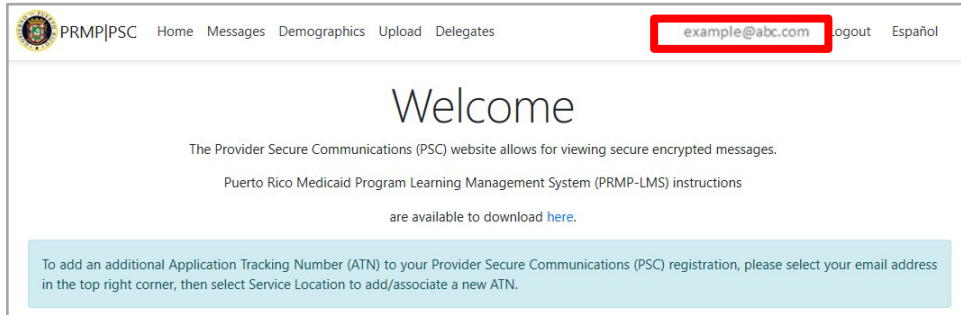 PRMP|PSC Home Messages Demographics Upload Delegates example@abc.com Logout Español
Welcome
The Provider Secure Communications (PSC) website allows for viewing secure encrypted messages.
Puerto Rico Medicaid Program Learning Management System (PRMP-LMS) instructions
are available to download here.
To add an additional Application Tracking Number (ATN) to your Provider Secure Communications (PSC) registration, please select your email address
in the top right corner, then select Service Location to add/associate a new ATN.